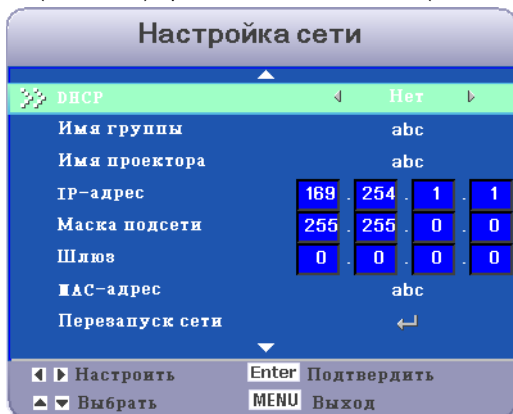 Настройка сети
DHCP Нет
Имя группы abc
Имя проектора abc
IP-адрес 169 . 254 . 1 . 1
Маска подсети 255 . 255 . 0 . 0
Шлюз 0 . 0 . 0 . 0
MAC-адрес abc
Перезапуск сети
Настроить Enter Подтвердить
Выбрать MENU Выход